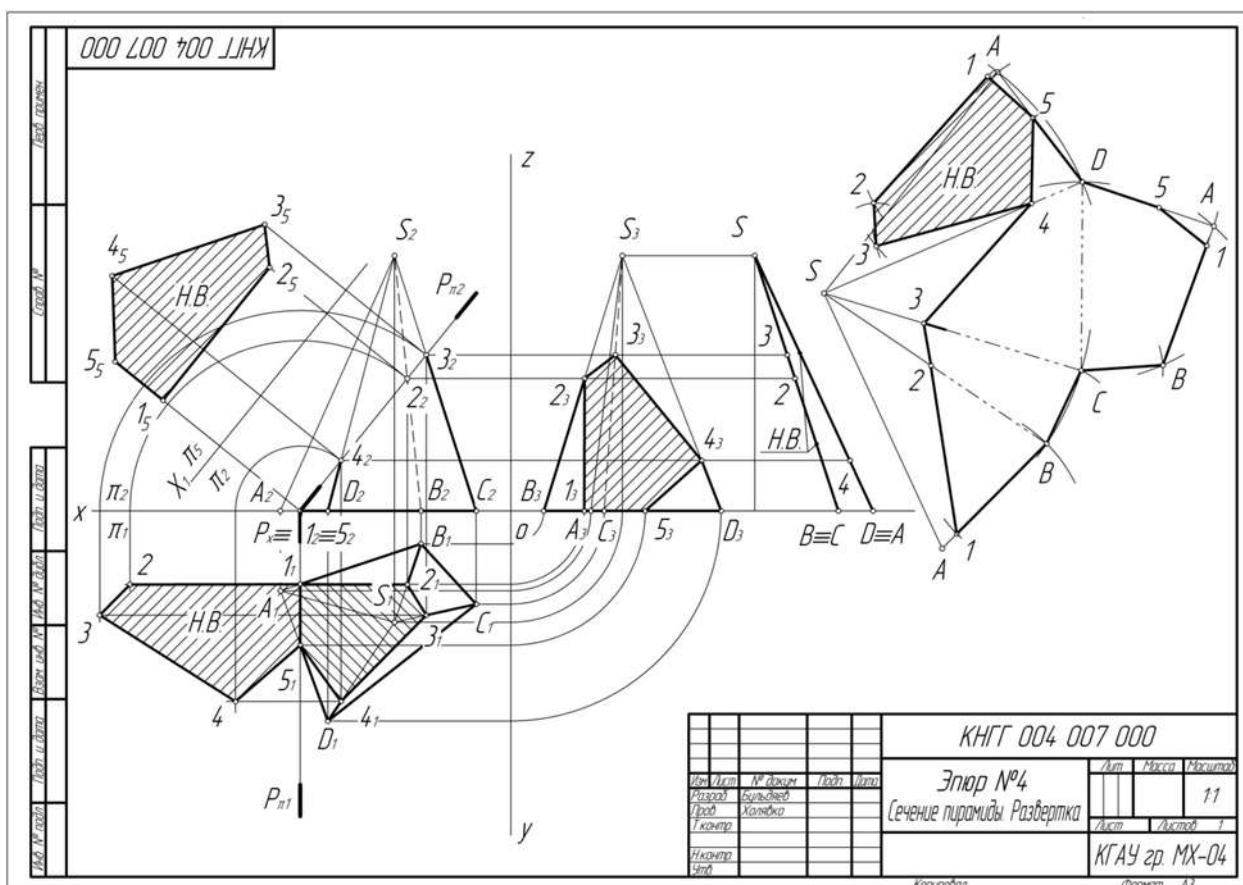 КНГГ 004 007 000
Перв. примен.
Справ. №
Подп. и дата
Инв. № дубл.
Взам. инв. №
Подп. и дата
Инв. № подл.
z
S₂
S₃
S
Pп2
3₅
4₅
2₅
Н.В.
5₅
1₅
3₂
2₂
4₂
3₃
2₃
4₃
3
2
Н.В.
4
X₁
π₅
π₂
A₂
D₂
B₂
C₂
B₃
1₃
x
π₂
π₁
Pₓ≡Γ
1₂≡5₂
o
A₃
C₃
5₃
D₃
B≡C
D≡A
B₁
2
1₁
2₁
A₁
S₁
C₁
3
Н.В.
3₁
5₁
4
4₁
D₁
Pп1
y
1
A
5
D
2
Н.В.
5
A
4
3
1
S
3
2
C
B
B
A
1
КНГГ 004 007 000
Эпюр №4
Сечение пирамиды. Развертка
Изм. Лист № докум. Подп. Дата
Разраб. Бульдяев
Пров. Холявко
Т.контр.
Н.контр.
Утв.
Лит. Масса Масштаб
1:1
Лист Листов 1
КГАУ гр. МХ-04
Копировал Формат А3